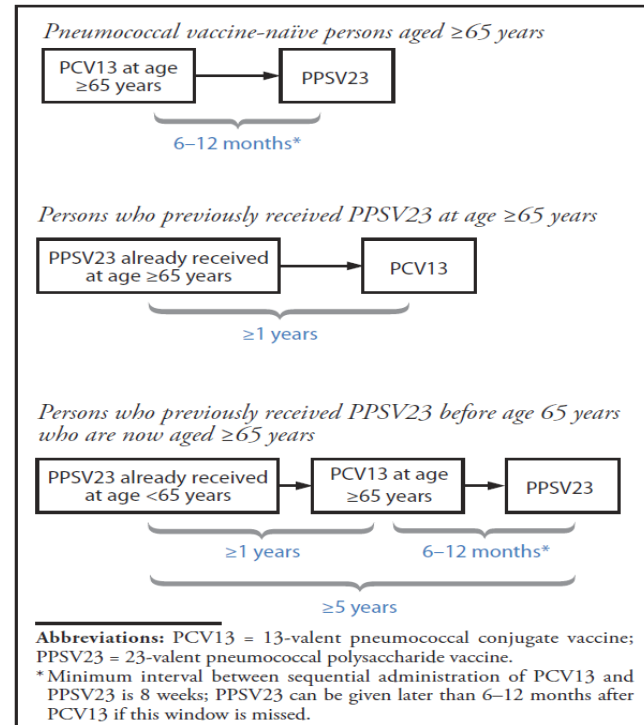 Pneumococcal vaccine-naïve persons aged ≥65 years
PCV13 at age
≥65 years
PPSV23
6–12 months*
Persons who previously received PPSV23 at age ≥65 years
PPSV23 already received
at age ≥65 years
PCV13
≥1 years
Persons who previously received PPSV23 before age 65 years
who are now aged ≥65 years
PPSV23 already received
at age <65 years
PCV13 at age
≥65 years
PPSV23
≥1 years
6–12 months*
≥5 years
Abbreviations: PCV13 = 13-valent pneumococcal conjugate vaccine;
PPSV23 = 23-valent pneumococcal polysaccharide vaccine.
* Minimum interval between sequential administration of PCV13 and
PPSV23 is 8 weeks; PPSV23 can be given later than 6–12 months after
PCV13 if this window is missed.